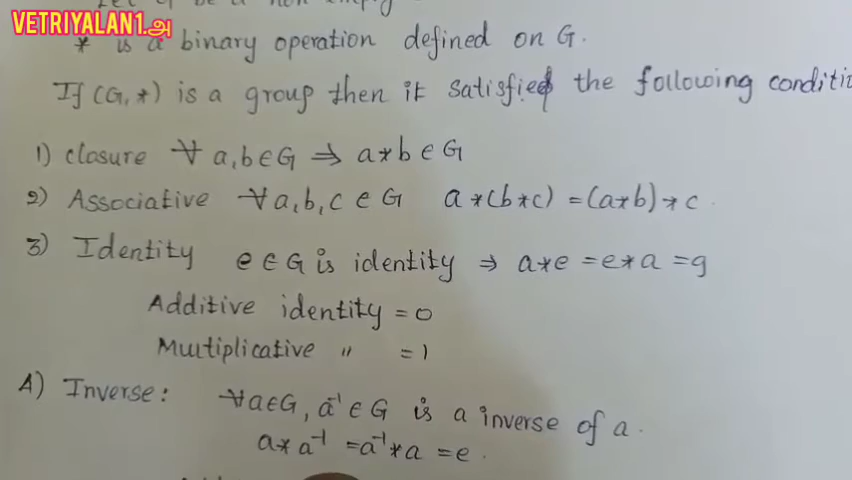 VETRIYALAN1.அ
* is a binary operation defined on G.
If (G,*) is a group then it satisfied the following
1) closure ∀ a,b∈G ⇒ a*b∈G
2) Associative ∀a,b,c ∈ G a*(b*c) =(a*b)*c.
3) Identity e∈G is identity ⇒ a*e =e*a =g
Additive identity =0
Multiplicative 〃 =1
4) Inverse: ∀a∈G, a⁻¹∈G is a inverse of a.
a*a⁻¹ =a⁻¹*a =e.